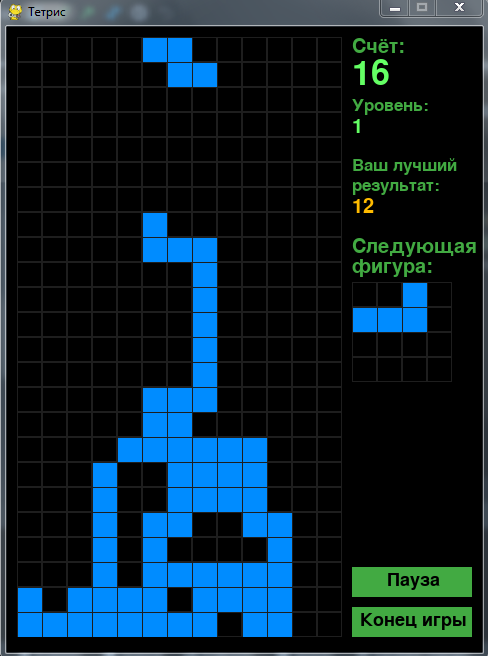 Тетрис
Счёт:
16
Уровень:
1
Ваш лучший
результат:
12
Следующая
фигура:
Пауза
Конец игры